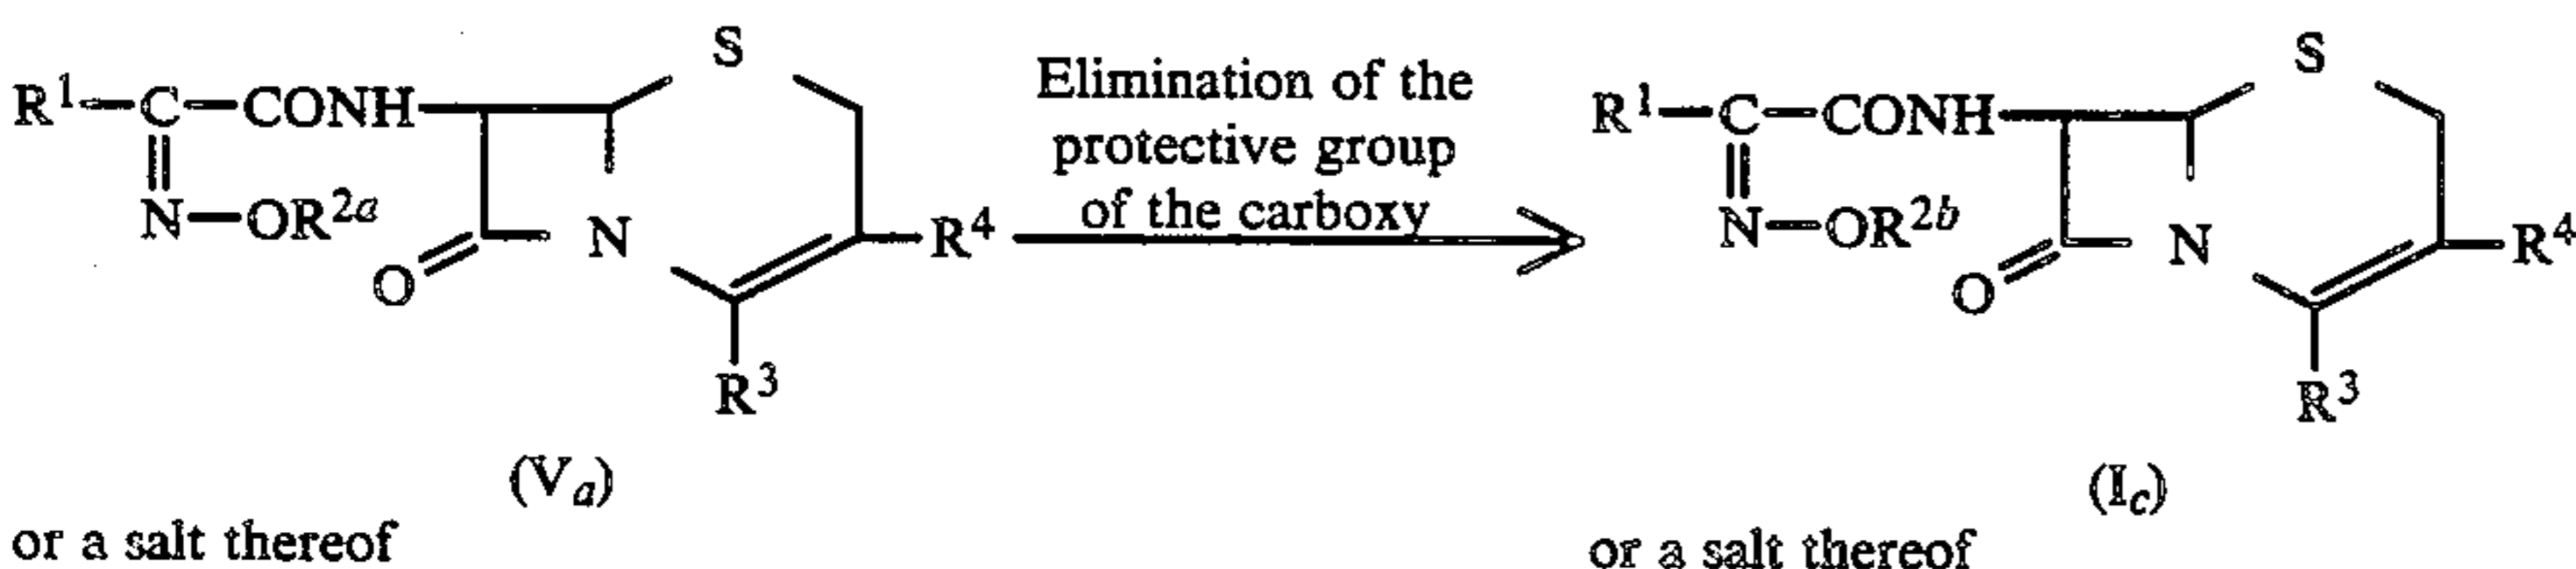 S
R¹—C—CONH
N—OR²ᵃ
O
N
R⁴
R³
(Vₐ)
or a salt thereof
Elimination of the
protective group
of the carboxy
S
R¹—C—CONH
N—OR²ᵇ
O
N
R⁴
R³
(I꜀)
or a salt thereof